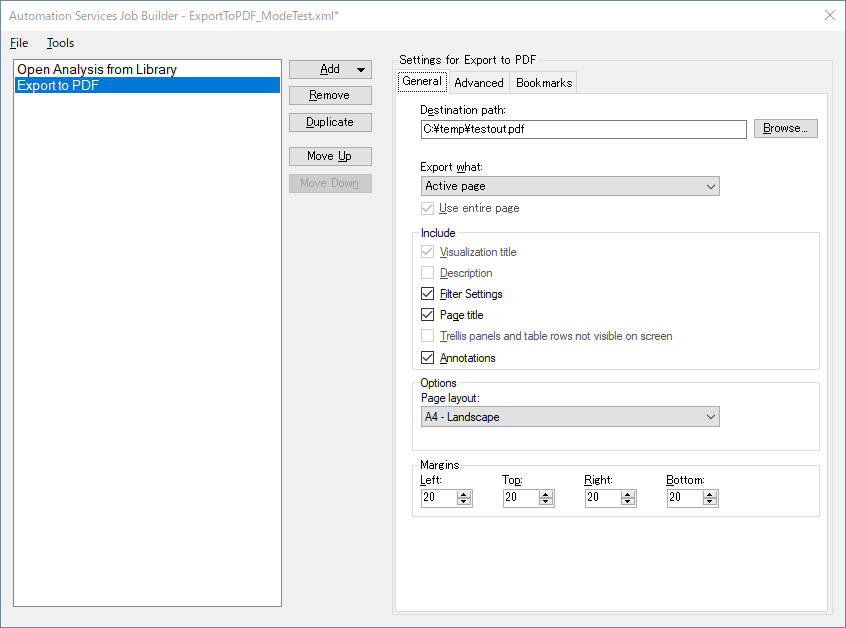 Automation Services Job Builder - ExportToPDF_ModeTest.xml*
File Tools
Open Analysis from Library
Export to PDF
Add
Remove
Duplicate
Move Up
Move Down
Settings for Export to PDF
General Advanced Bookmarks
Destination path:
C:¥temp¥testout.pdf Browse...
Export what:
Active page
Use entire page
Include
Visualization title
Description
Filter Settings
Page title
Trellis panels and table rows not visible on screen
Annotations
Options
Page layout:
A4 - Landscape
Margins
Left: Top: Right: Bottom:
20 20 20 20